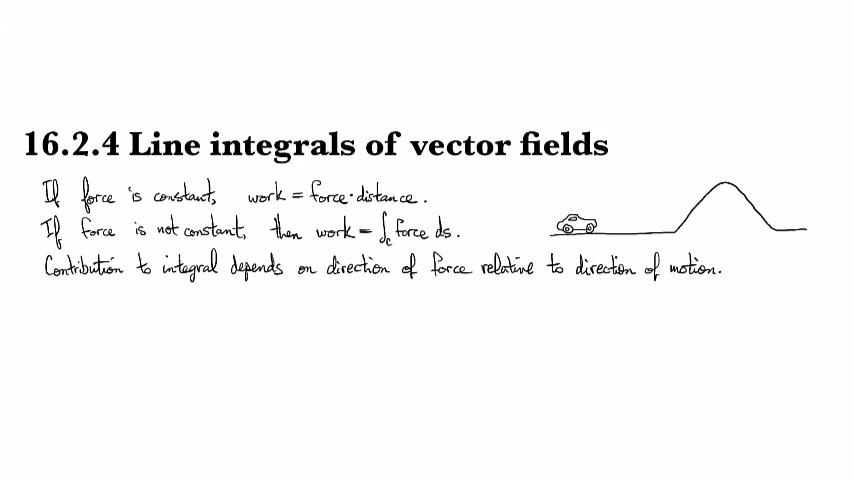 16.2.4 Line integrals of vector fields
If force is constant, work = force · distance.
If force is not constant, then work = ∫_C force ds.
Contribution to integral depends on direction of force relative to direction of motion.